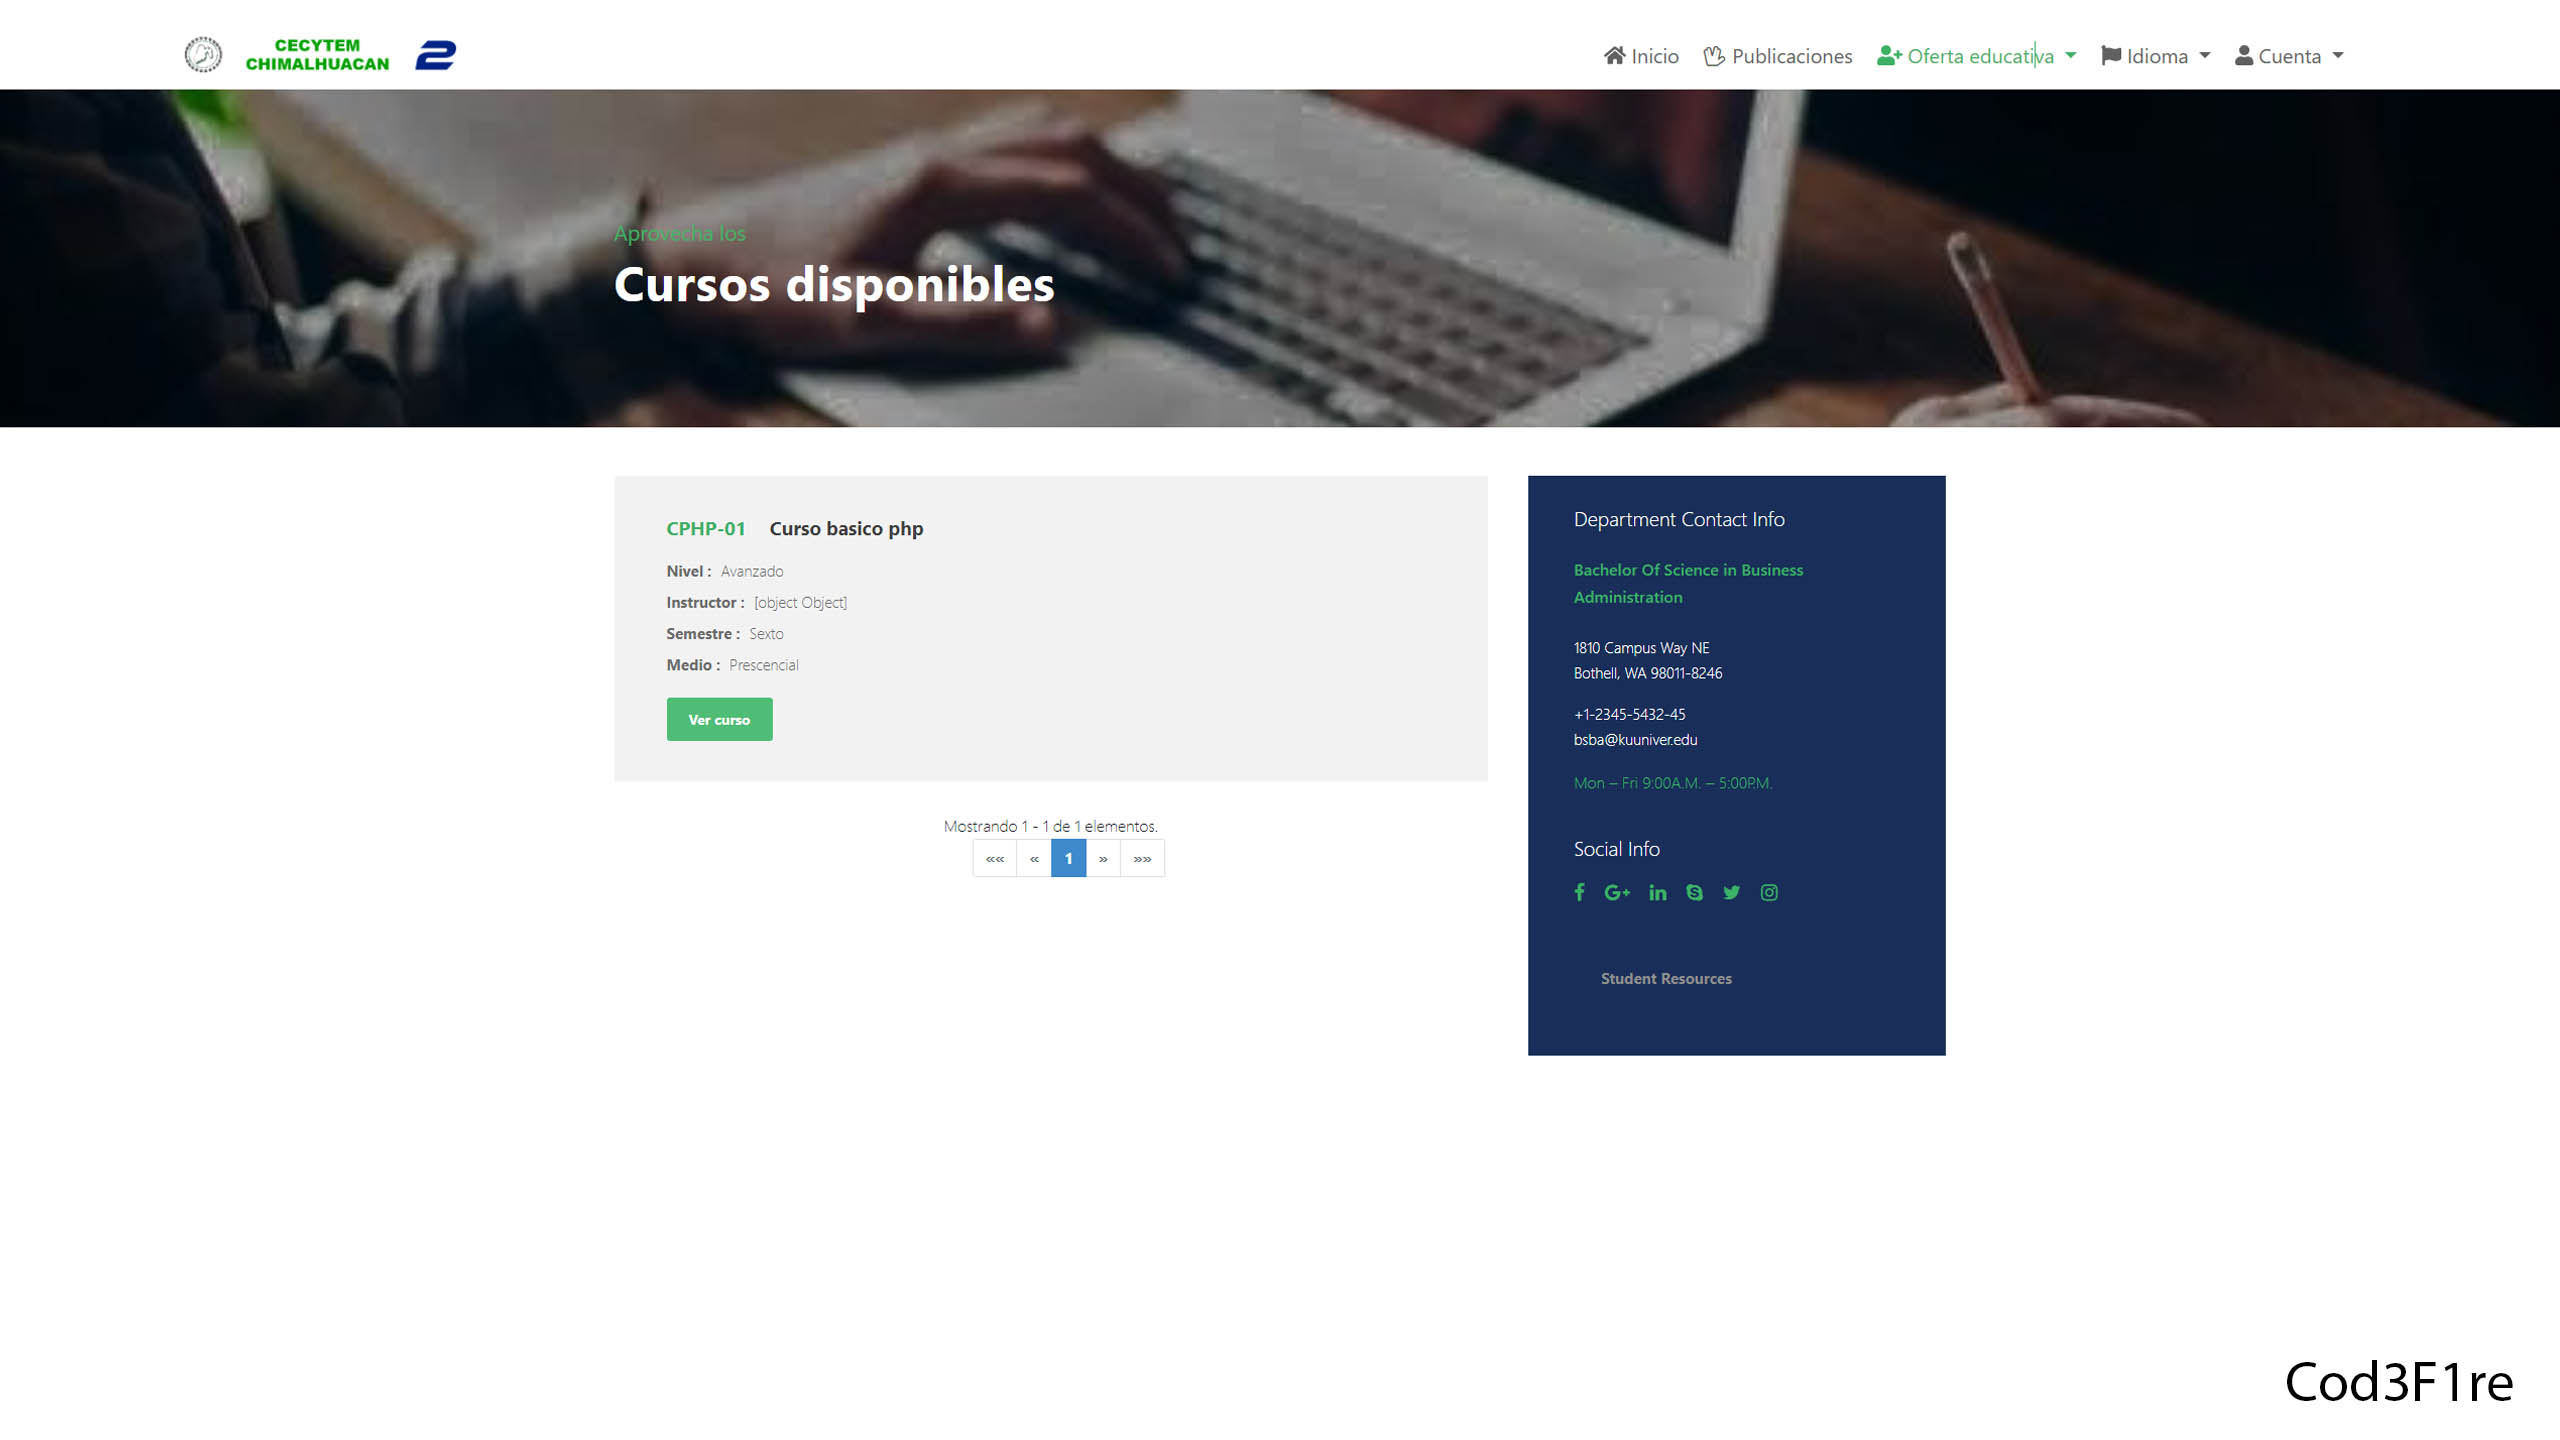 CECYTEM
CHIMALHUACAN
2
Inicio
Publicaciones
Oferta educativa
Idioma
Cuenta
Aprovecha los
Cursos disponibles
CPHP-01 Curso basico php
Nivel : Avanzado
Instructor : [object Object]
Semestre : Sexto
Medio : Prescencial
Ver curso
Mostrando 1 - 1 de 1 elementos.
«« « 1 » »»
Department Contact Info
Bachelor Of Science in Business
Administration
1810 Campus Way NE
Bothell, WA 98011-8246
+1-2345-5432-45
bsba@kuuniver.edu
Mon – Fri 9:00A.M. – 5:00P.M.
Social Info
Student Resources
Cod3F1re